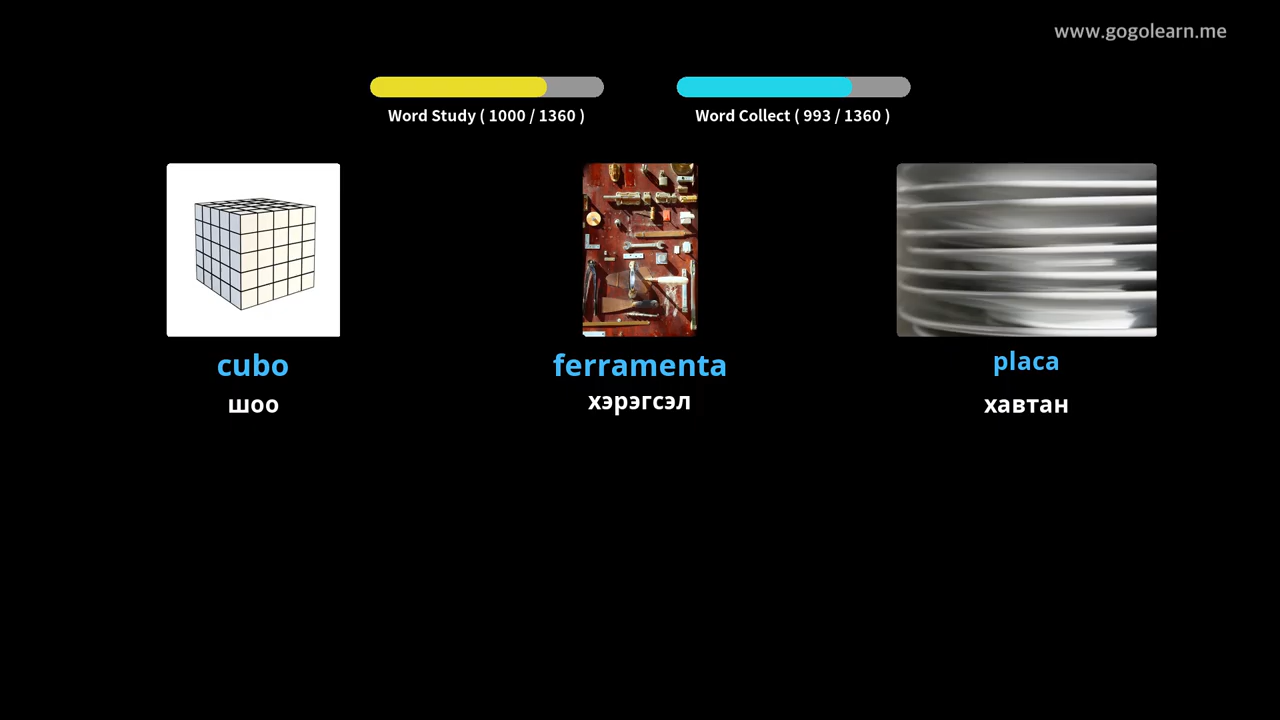 www.gogolearn.me
Word Study ( 1000 / 1360 )
Word Collect ( 993 / 1360 )
cubo
ferramenta
placa
шоо
хэрэгсэл
хавтан